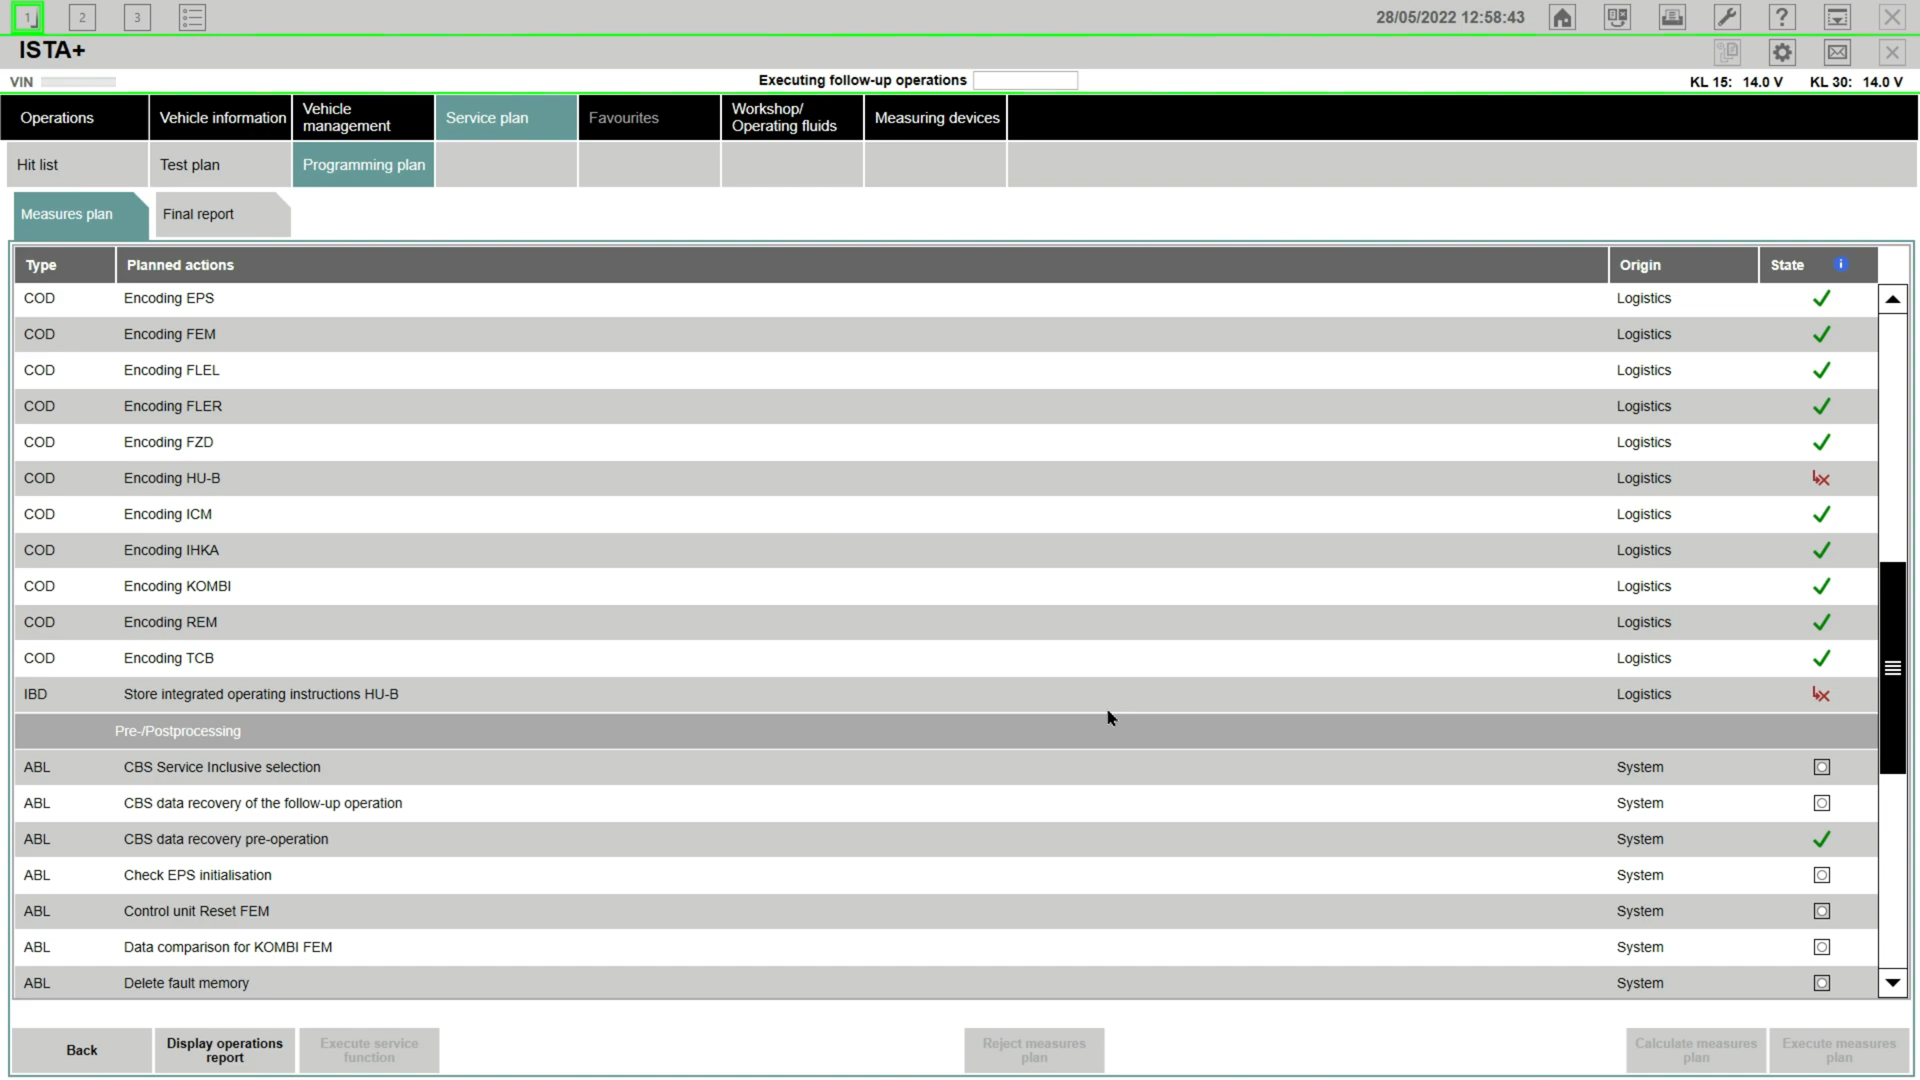 1 2 3 28/05/2022 12:58:43 ?
ISTA+
VIN Executing follow-up operations KL 15: 14.0 V KL 30: 14.0 V
Operations Vehicle information Vehicle management Service plan Favourites Workshop/ Operating fluids Measuring devices
Hit list Test plan Programming plan
Measures plan Final report
Type Planned actions Origin State i
COD Encoding EPS Logistics
COD Encoding FEM Logistics
COD Encoding FLEL Logistics
COD Encoding FLER Logistics
COD Encoding FZD Logistics
COD Encoding HU-B Logistics
COD Encoding ICM Logistics
COD Encoding IHKA Logistics
COD Encoding KOMBI Logistics
COD Encoding REM Logistics
COD Encoding TCB Logistics
IBD Store integrated operating instructions HU-B Logistics
Pre-/Postprocessing
ABL CBS Service Inclusive selection System
ABL CBS data recovery of the follow-up operation System
ABL CBS data recovery pre-operation System
ABL Check EPS initialisation System
ABL Control unit Reset FEM System
ABL Data comparison for KOMBI FEM System
ABL Delete fault memory System
Back Display operations report Execute service function Reject measures plan Calculate measures plan Execute measures plan